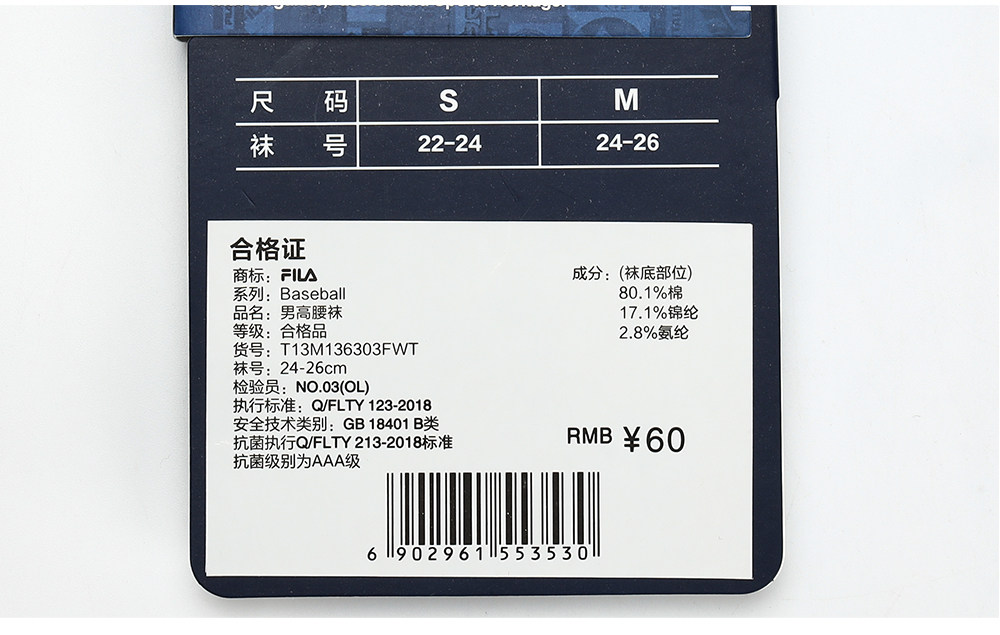 尺 码 S M
袜 号 22-24 24-26
合格证
商标：FILA
系列：Baseball
品名：男高腰袜
等级：合格品
货号：T13M136303FWT
袜号：24-26cm
检验员：NO.03(OL)
执行标准：Q/FLTY 123-2018
安全技术类别：GB 18401 B类
抗菌执行Q/FLTY 213-2018标准
抗菌级别为AAA级
成分：(袜底部位)
80.1%棉
17.1%锦纶
2.8%氨纶
RMB ¥60
6 902961 553530